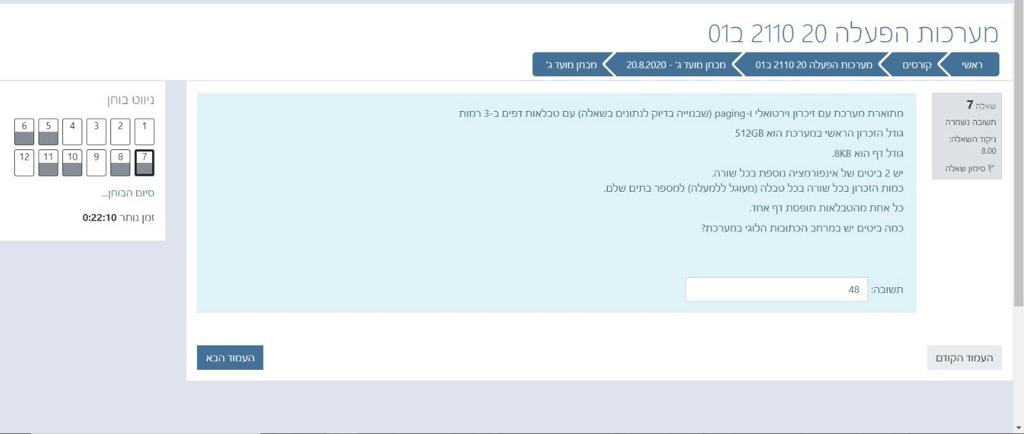 מערכות הפעלה 20 2110 ב01
ראשי
קורסים
מערכות הפעלה 20 2110 ב01
מבחן מועד ג' - 20.8.2020
מבחן מועד ג'
שאלה 7
תשובה נשמרה
ניקוד השאלה:
8.00
סימון שאלה
מתוארת מערכת עם זיכרון וירטואלי ו-paging (שבנוייה בדיוק לנתונים בשאלה) עם טבלאות דפים ב-3 רמות
גודל הזכרון הראשי במערכת הוא 512GB
גודל דף הוא 8KB.
יש 2 ביטים של אינפורמציה נוספת בכל שורה.
כמות הזכרון בכל שורה בכל טבלה (מעוגל ללמעלה) למספר בתים שלם.
כל אחת מהטבלאות תופסת דף אחד.
כמה ביטים יש במרחב הכתובות הלוגי במערכת?
תשובה: 48
העמוד הקודם
העמוד הבא
ניווט בוחן
1 2 3 4 5 6
7 8 9 10 11 12
סיום הבוחן...
זמן נותר 0:22:10